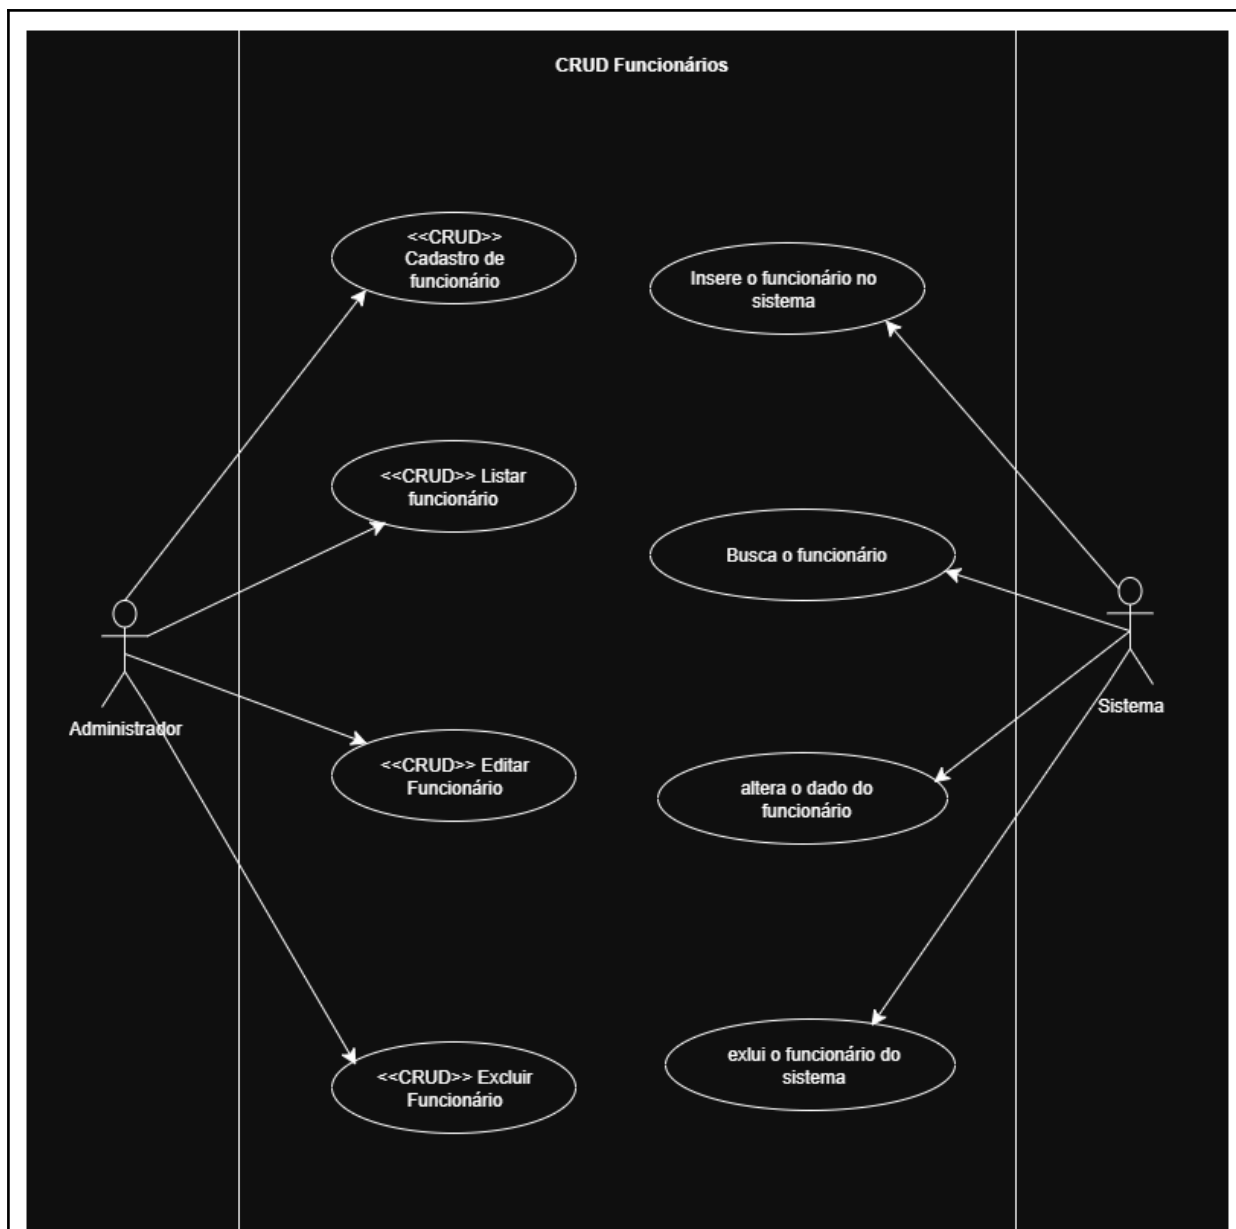 CRUD Funcionários
<<CRUD>>
Cadastro de
funcionário
Insere o funcionário no
sistema
<<CRUD>> Listar
funcionário
Busca o funcionário
Administrador
Sistema
<<CRUD>> Editar
Funcionário
altera o dado do
funcionário
<<CRUD>> Excluir
Funcionário
exlui o funcionário do
sistema